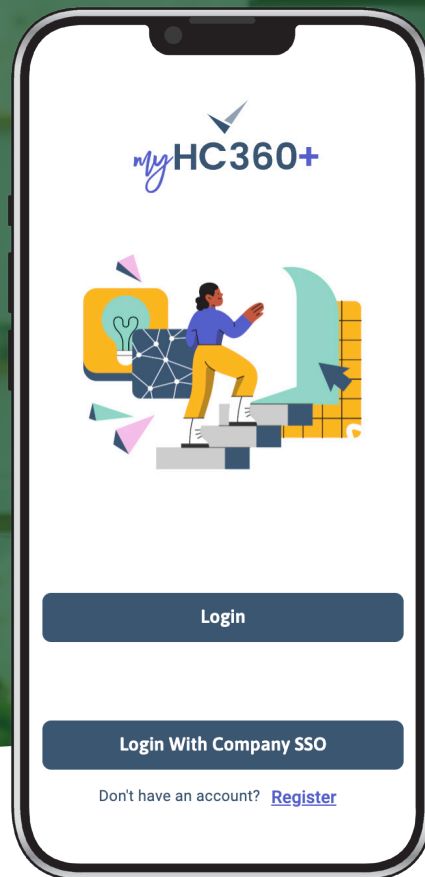 myHC360+
Login
Login With Company SSO
Don't have an account? Register